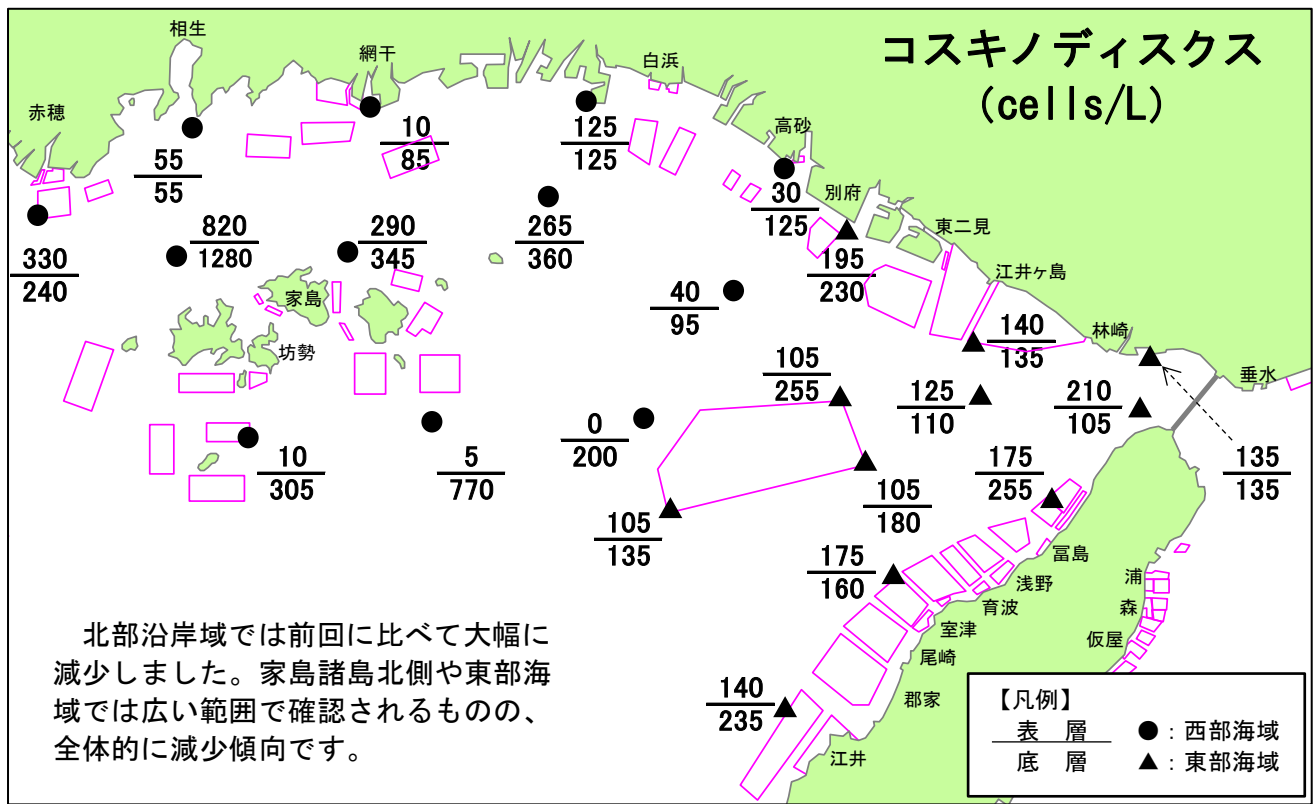 コスキノディスクス
(cells/L)
相生
網干
白浜
赤穂
高砂
別府
東二見
江井ヶ島
林崎
垂水
家島
坊勢
55
55
10
85
125
125
30
125
330
240
820
1280
290
345
265
360
195
230
40
95
140
135
105
255
125
110
210
105
135
135
10
305
5
770
0
200
175
255
105
180
105
135
175
160
140
235
冨島
浅野
育波
室津
尾崎
郡家
江井
浦
森
仮屋
北部沿岸域では前回に比べて大幅に
減少しました。家島諸島北側や東部海
域では広い範囲で確認されるものの、
全体的に減少傾向です。
【凡例】
表 層 ●：西部海域
底 層 ▲：東部海域